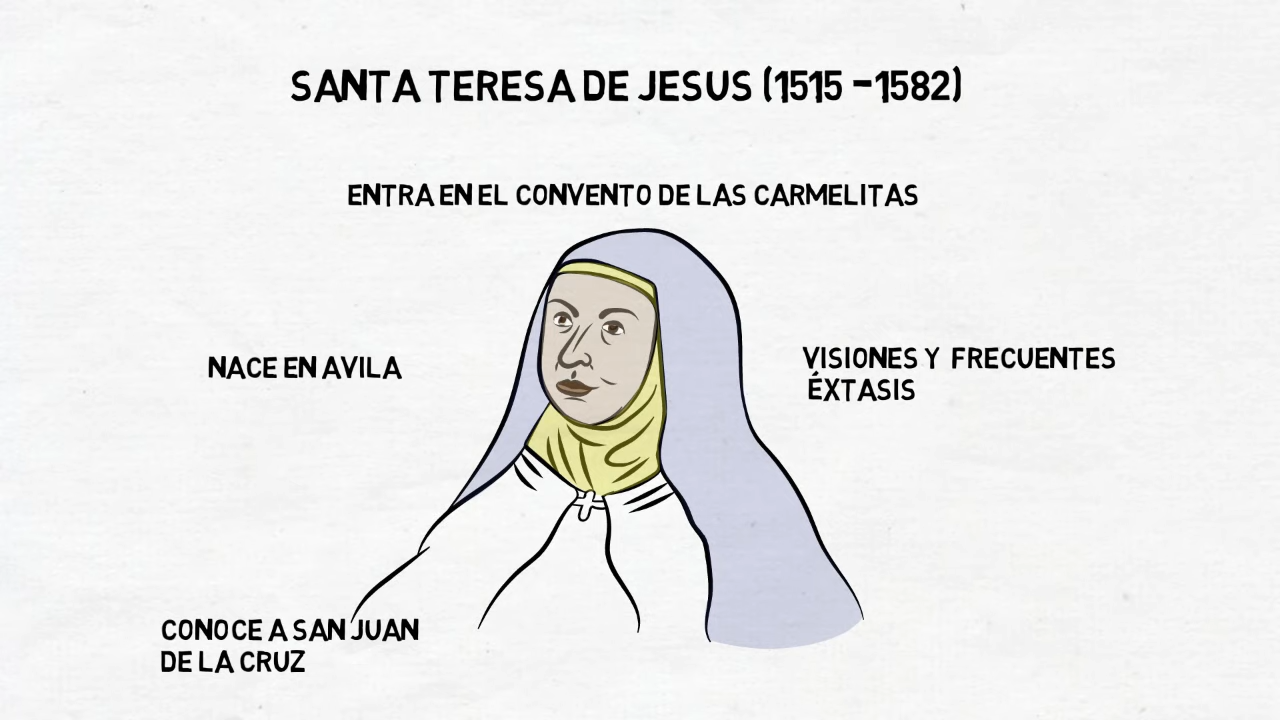 SANTA TERESA DE JESUS (1515 -1582)
ENTRA EN EL CONVENTO DE LAS CARMELITAS
NACE EN AVILA
VISIONES Y FRECUENTES
ÉXTASIS
CONOCE A SAN JUAN
DE LA CRUZ